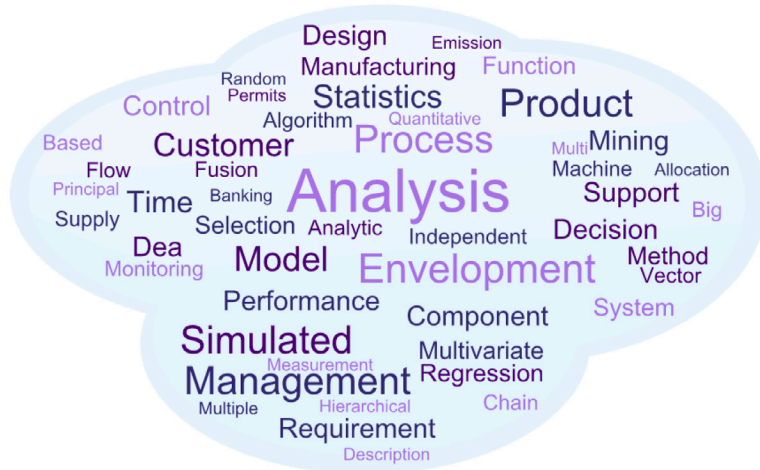 Design
Emission
Manufacturing
Function
Random
Permits
Statistics
Product
Control
Algorithm
Quantitative
Based
Customer
Process
Multi
Mining
Flow
Fusion
Machine
Allocation
Principal
Time
Banking
Analysis
Support
Big
Supply
Selection
Analytic
Independent
Decision
Dea
Monitoring
Model
Envelopment
Method
Vector
Performance
Component
System
Simulated
Measurement
Multivariate
Management
Regression
Multiple
Hierarchical
Chain
Requirement
Description